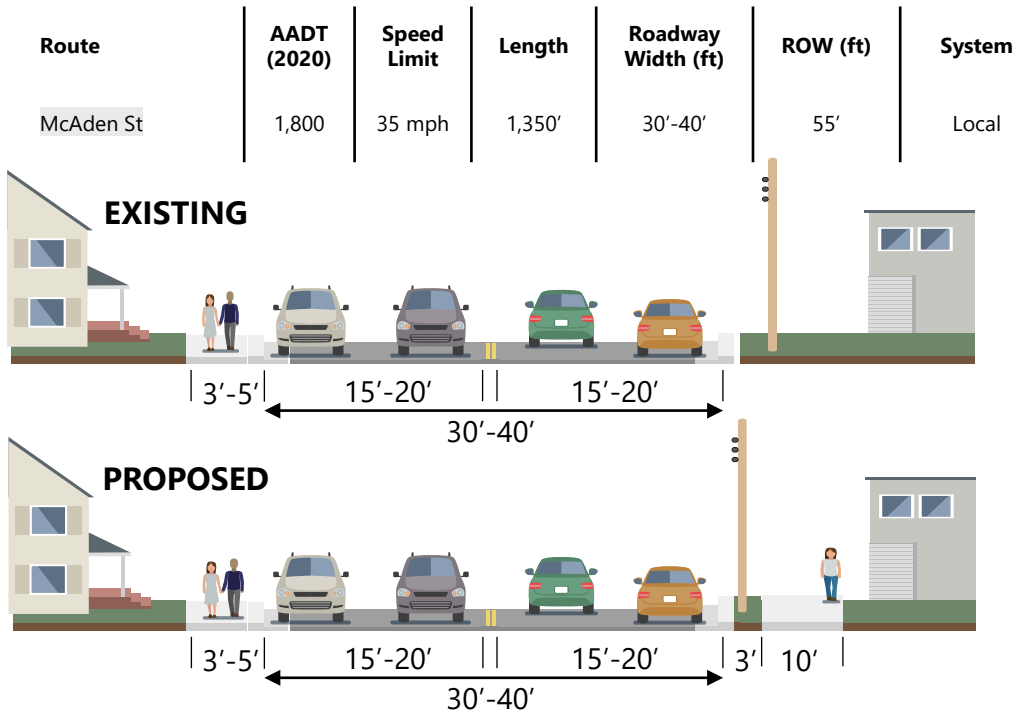 Route
AADT
(2020)
Speed
Limit
Length
Roadway
Width (ft)
ROW (ft)
System
McAden St
1,800
35 mph
1,350’
30’-40’
55’
Local
EXISTING
3’-5’
15’-20’
15’-20’
30’-40’
PROPOSED
3’-5’
15’-20’
15’-20’
3’
10’
30’-40’